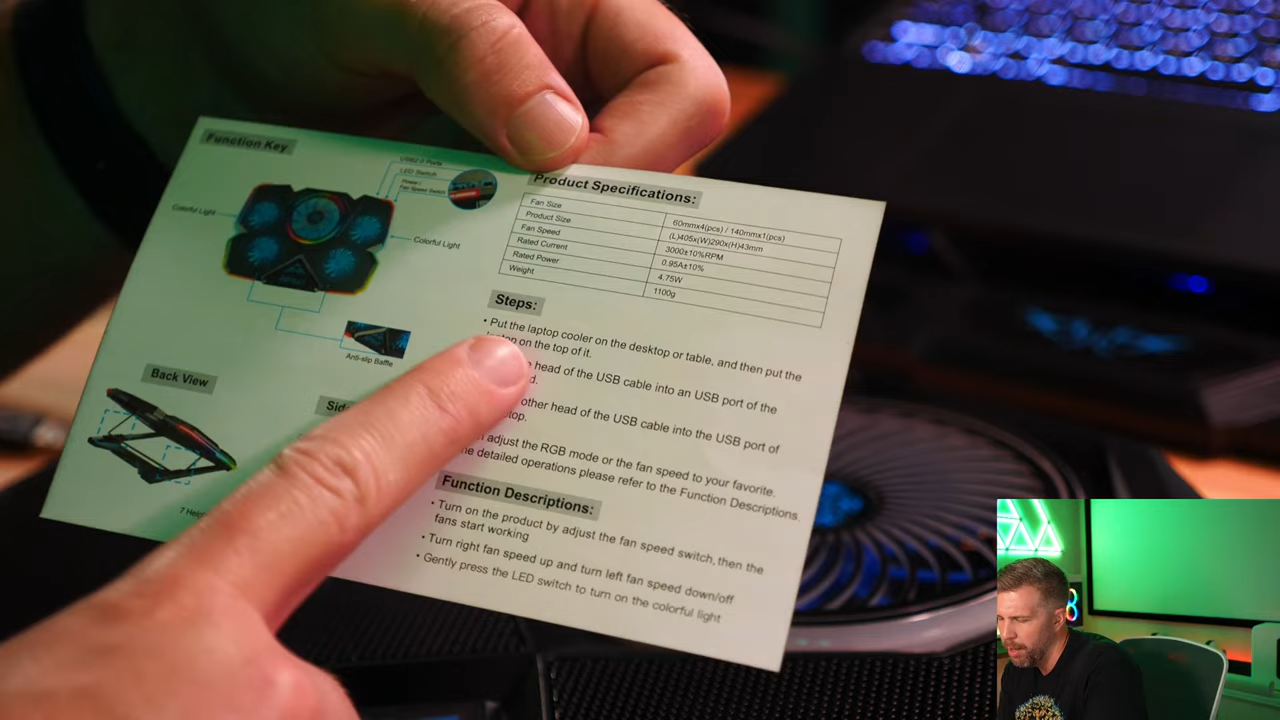 Function Key
USB2.0 Ports
LED Switch
Power /
Fan Speed Switch
Colorful Light
Colorful Light
Anti-slip Baffle
Back View
Sid
7 Heig
Product Specifications:
Fan Size 60mmx4(pcs) / 140mmx1(pcs)
Product Size (L)405x(W)290x(H)43mm
Fan Speed 3000±10%RPM
Rated Current 0.95A±10%
Rated Power 4.75W
Weight 1100g
Steps:
• Put the laptop cooler on the desktop or table, and then put the
on the top of it.
head of the USB cable into an USB port of the
other head of the USB cable into the USB port of
adjust the RGB mode or the fan speed to your favorite.
detailed operations please refer to the Function Descriptions.
Function Descriptions:
• Turn on the product by adjust the fan speed switch,then the
fans start working
• Turn right fan speed up and turn left fan speed down/off
• Gently press the LED switch to turn on the colorful light
8